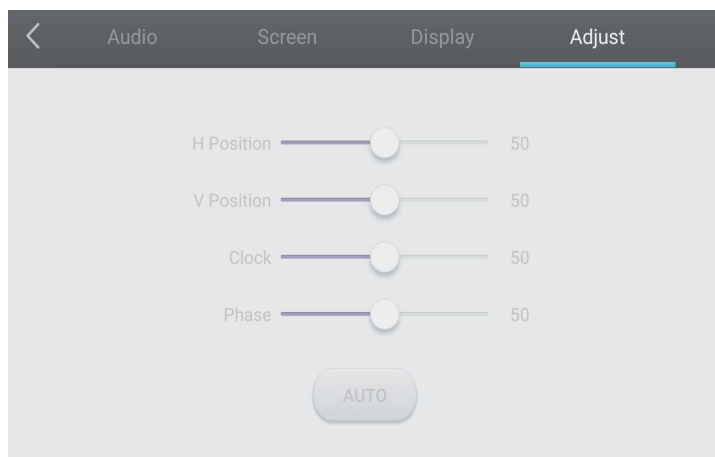 Audio Screen Display Adjust
H Position 50
V Position 50
Clock 50
Phase 50
AUTO